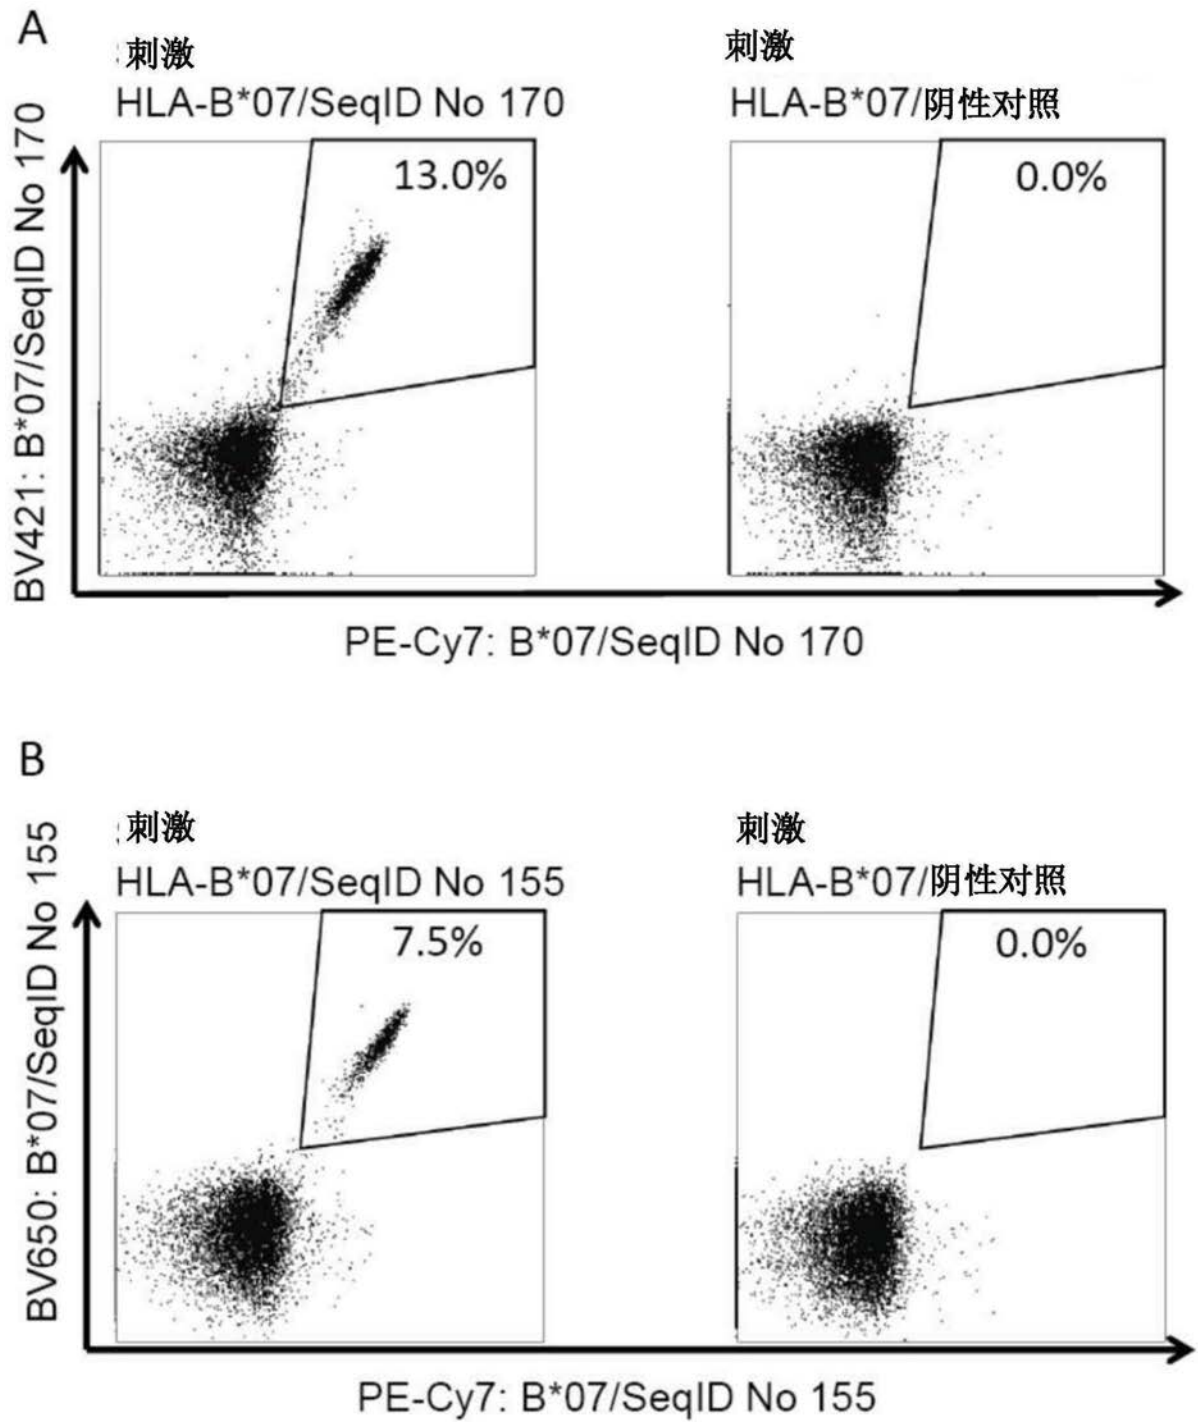 A
刺激
HLA-B*07/SeqID No 170
刺激
HLA-B*07/阴性对照
BV421: B*07/SeqID No 170
13.0%
0.0%
PE-Cy7: B*07/SeqID No 170
B
刺激
HLA-B*07/SeqID No 155
刺激
HLA-B*07/阴性对照
BV650: B*07/SeqID No 155
7.5%
0.0%
PE-Cy7: B*07/SeqID No 155